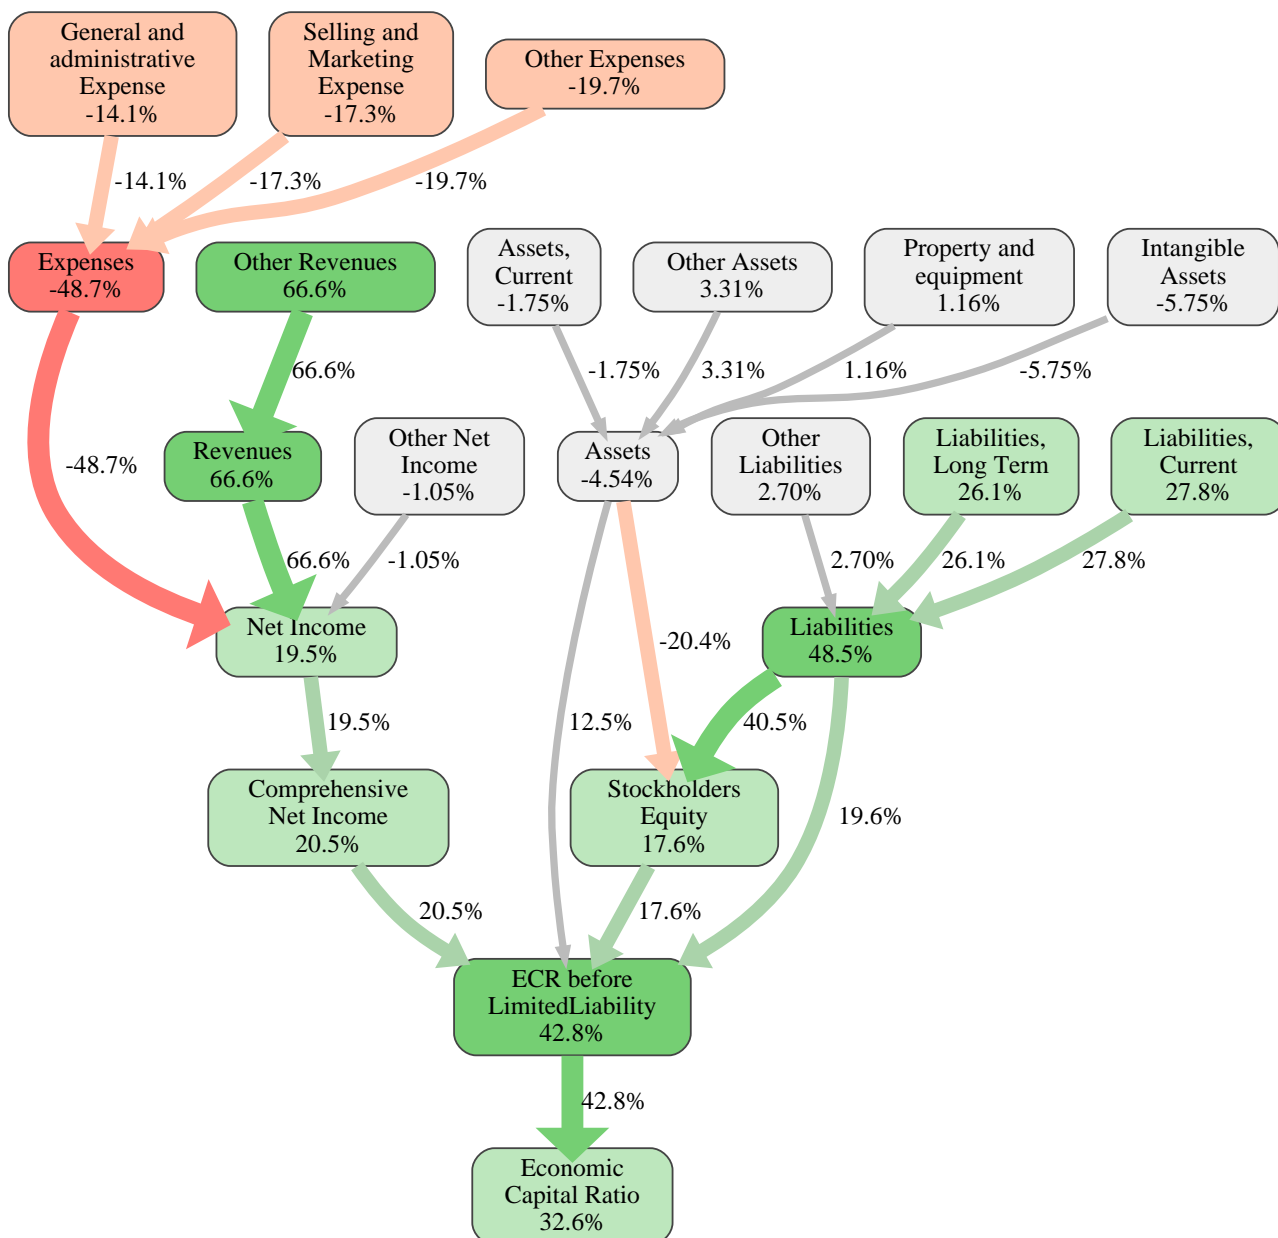 General and
administrative
Expense
-14.1%
Selling and
Marketing
Expense
-17.3%
Other Expenses
-19.7%
-14.1%
-17.3%
-19.7%
Expenses
-48.7%
Other Revenues
66.6%
Assets,
Current
-1.75%
Other Assets
3.31%
Property and
equipment
1.16%
Intangible
Assets
-5.75%
66.6%
-1.75%
3.31%
1.16%
-5.75%
-48.7%
Revenues
66.6%
Other Net
Income
-1.05%
Assets
-4.54%
Other
Liabilities
2.70%
Liabilities,
Long Term
26.1%
Liabilities,
Current
27.8%
66.6%
-1.05%
2.70%
26.1%
27.8%
Net Income
19.5%
-20.4%
Liabilities
48.5%
19.5%
12.5%
40.5%
Comprehensive
Net Income
20.5%
Stockholders
Equity
17.6%
19.6%
20.5%
17.6%
ECR before
LimitedLiability
42.8%
42.8%
Economic
Capital Ratio
32.6%